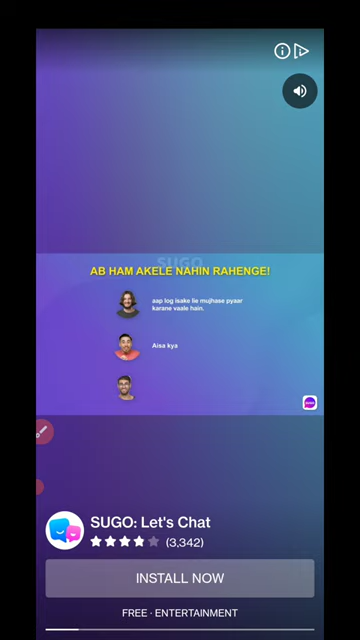 SUGO
AB HAM AKELE NAHIN RAHENGE!
aap log isake lie mujhase pyaar
karane vaale hain.
Aisa kya
SUGO: Let's Chat
(3,342)
INSTALL NOW
FREE · ENTERTAINMENT